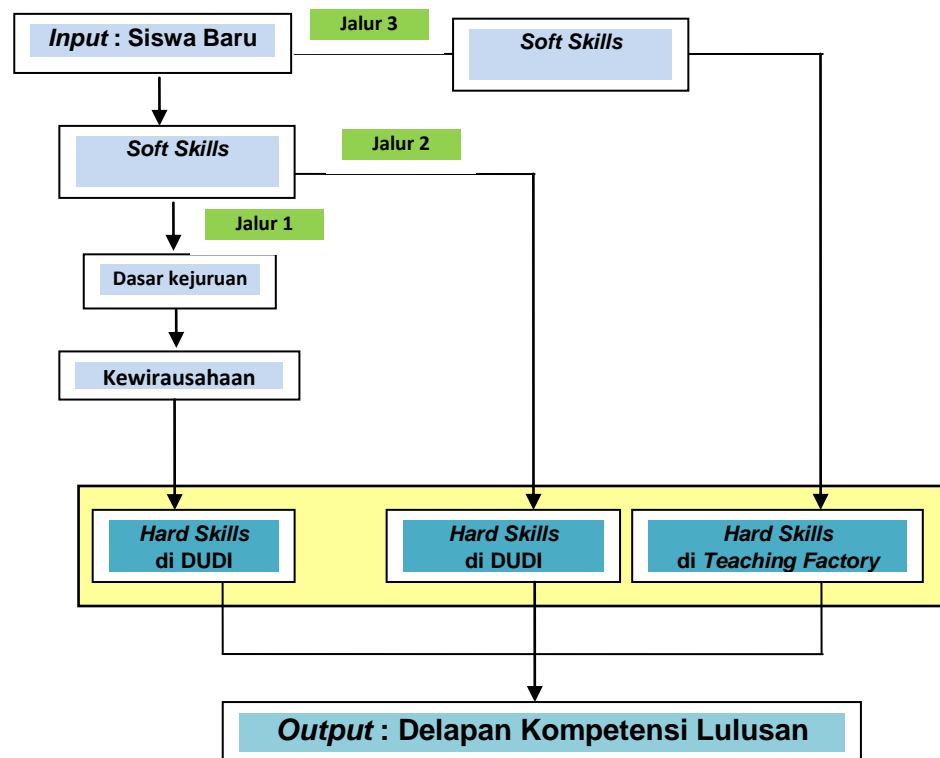 Input : Siswa Baru
Jalur 3
Soft Skills
Soft Skills
Jalur 2
Jalur 1
Dasar kejuruan
Kewirausahaan
Hard Skills
di DUDI
Hard Skills
di DUDI
Hard Skills
di Teaching Factory
Output : Delapan Kompetensi Lulusan